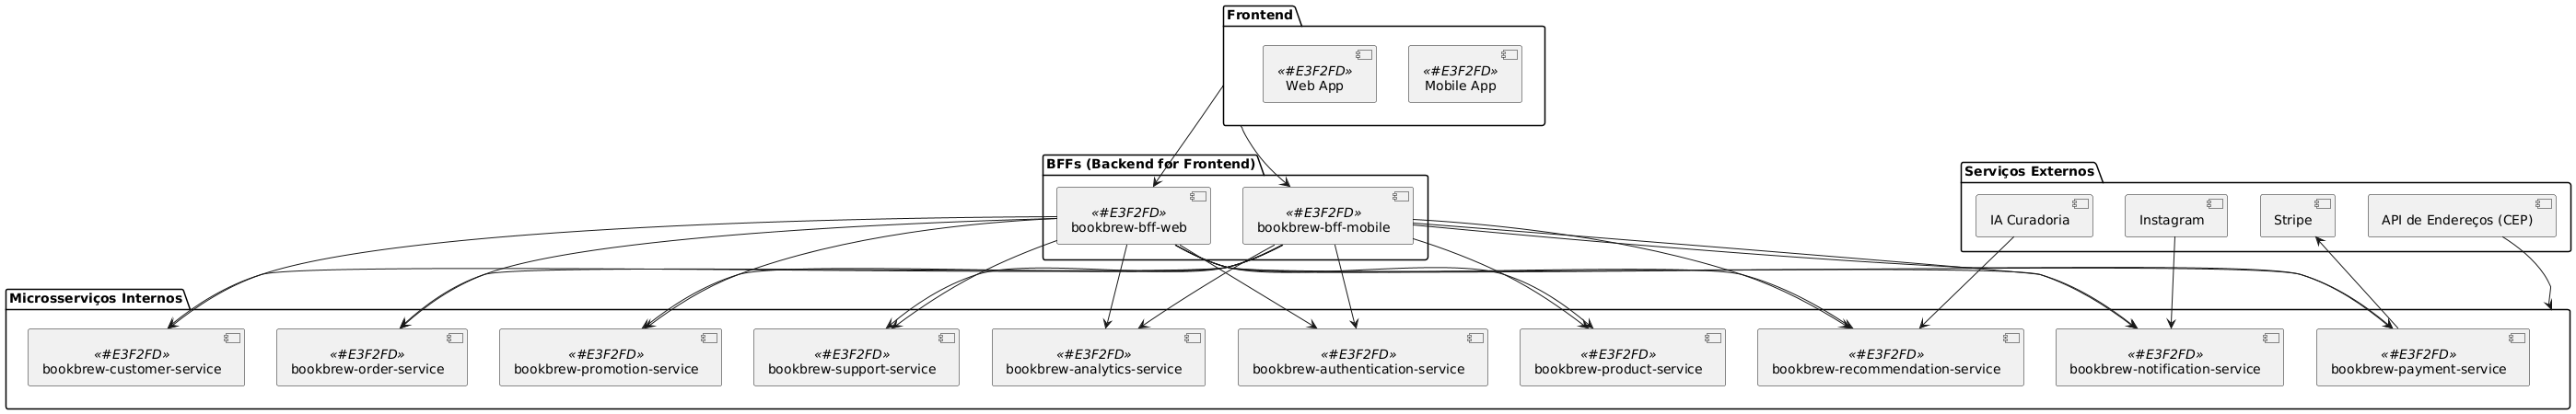 Frontend
«#E3F2FD»
Web App
«#E3F2FD»
Mobile App
BFFs (Backend for Frontend)
«#E3F2FD»
bookbrew-bff-web
«#E3F2FD»
bookbrew-bff-mobile
Serviços Externos
IA Curadoria
Instagram
Stripe
API de Endereços (CEP)
Microsserviços Internos
«#E3F2FD»
bookbrew-customer-service
«#E3F2FD»
bookbrew-order-service
«#E3F2FD»
bookbrew-promotion-service
«#E3F2FD»
bookbrew-support-service
«#E3F2FD»
bookbrew-analytics-service
«#E3F2FD»
bookbrew-authentication-service
«#E3F2FD»
bookbrew-product-service
«#E3F2FD»
bookbrew-recommendation-service
«#E3F2FD»
bookbrew-notification-service
«#E3F2FD»
bookbrew-payment-service